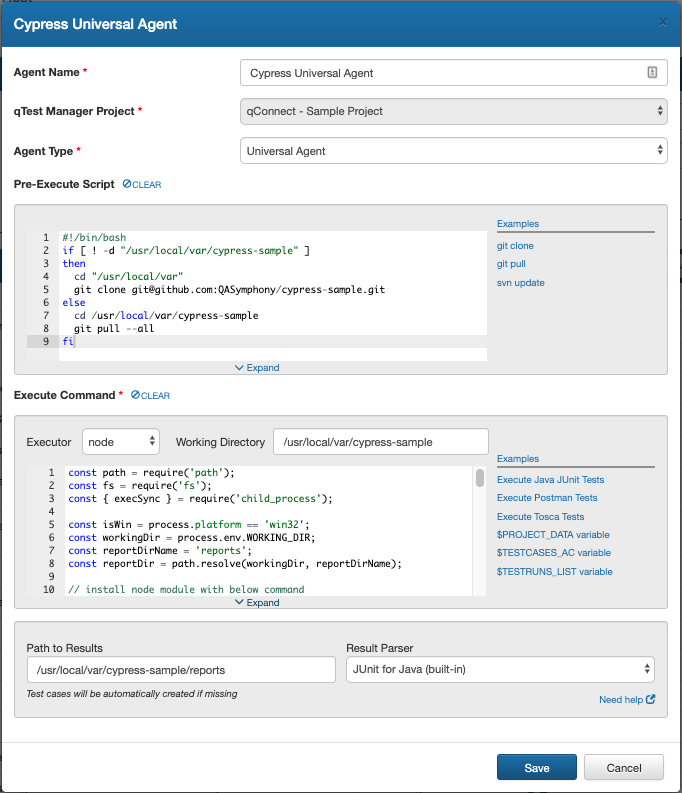 Cypress Universal Agent
×
Agent Name *
Cypress Universal Agent
qTest Manager Project *
qConnect - Sample Project
Agent Type *
Universal Agent
Pre-Execute Script CLEAR
1 #!/bin/bash
2 if [ ! -d "/usr/local/var/cypress-sample" ]
3 then
4   cd "/usr/local/var"
5   git clone git@github.com:QASymphony/cypress-sample.git
6 else
7   cd /usr/local/var/cypress-sample
8   git pull --all
9 fi
Expand
Examples
git clone
git pull
svn update
Execute Command * CLEAR
Executor node Working Directory /usr/local/var/cypress-sample
1 const path = require('path');
2 const fs = require('fs');
3 const { execSync } = require('child_process');
4
5 const isWin = process.platform == 'win32';
6 const workingDir = process.env.WORKING_DIR;
7 const reportDirName = 'reports';
8 const reportDir = path.resolve(workingDir, reportDirName);
9
10 // install node module with below command
Expand
Examples
Execute Java JUnit Tests
Execute Postman Tests
Execute Tosca Tests
$PROJECT_DATA variable
$TESTCASES_AC variable
$TESTRUNS_LIST variable
Path to Results
/usr/local/var/cypress-sample/reports
Test cases will be automatically created if missing
Result Parser
JUnit for Java (built-in)
Need help
Save
Cancel